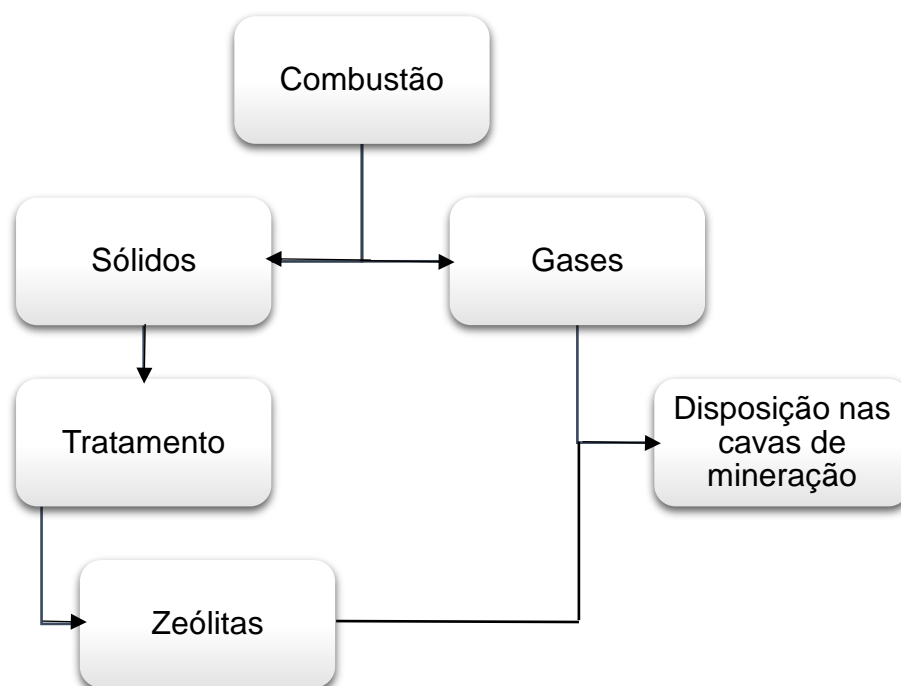 Combustão
Sólidos
Gases
Tratamento
Disposição nas
cavas de
mineração
Zeólitas